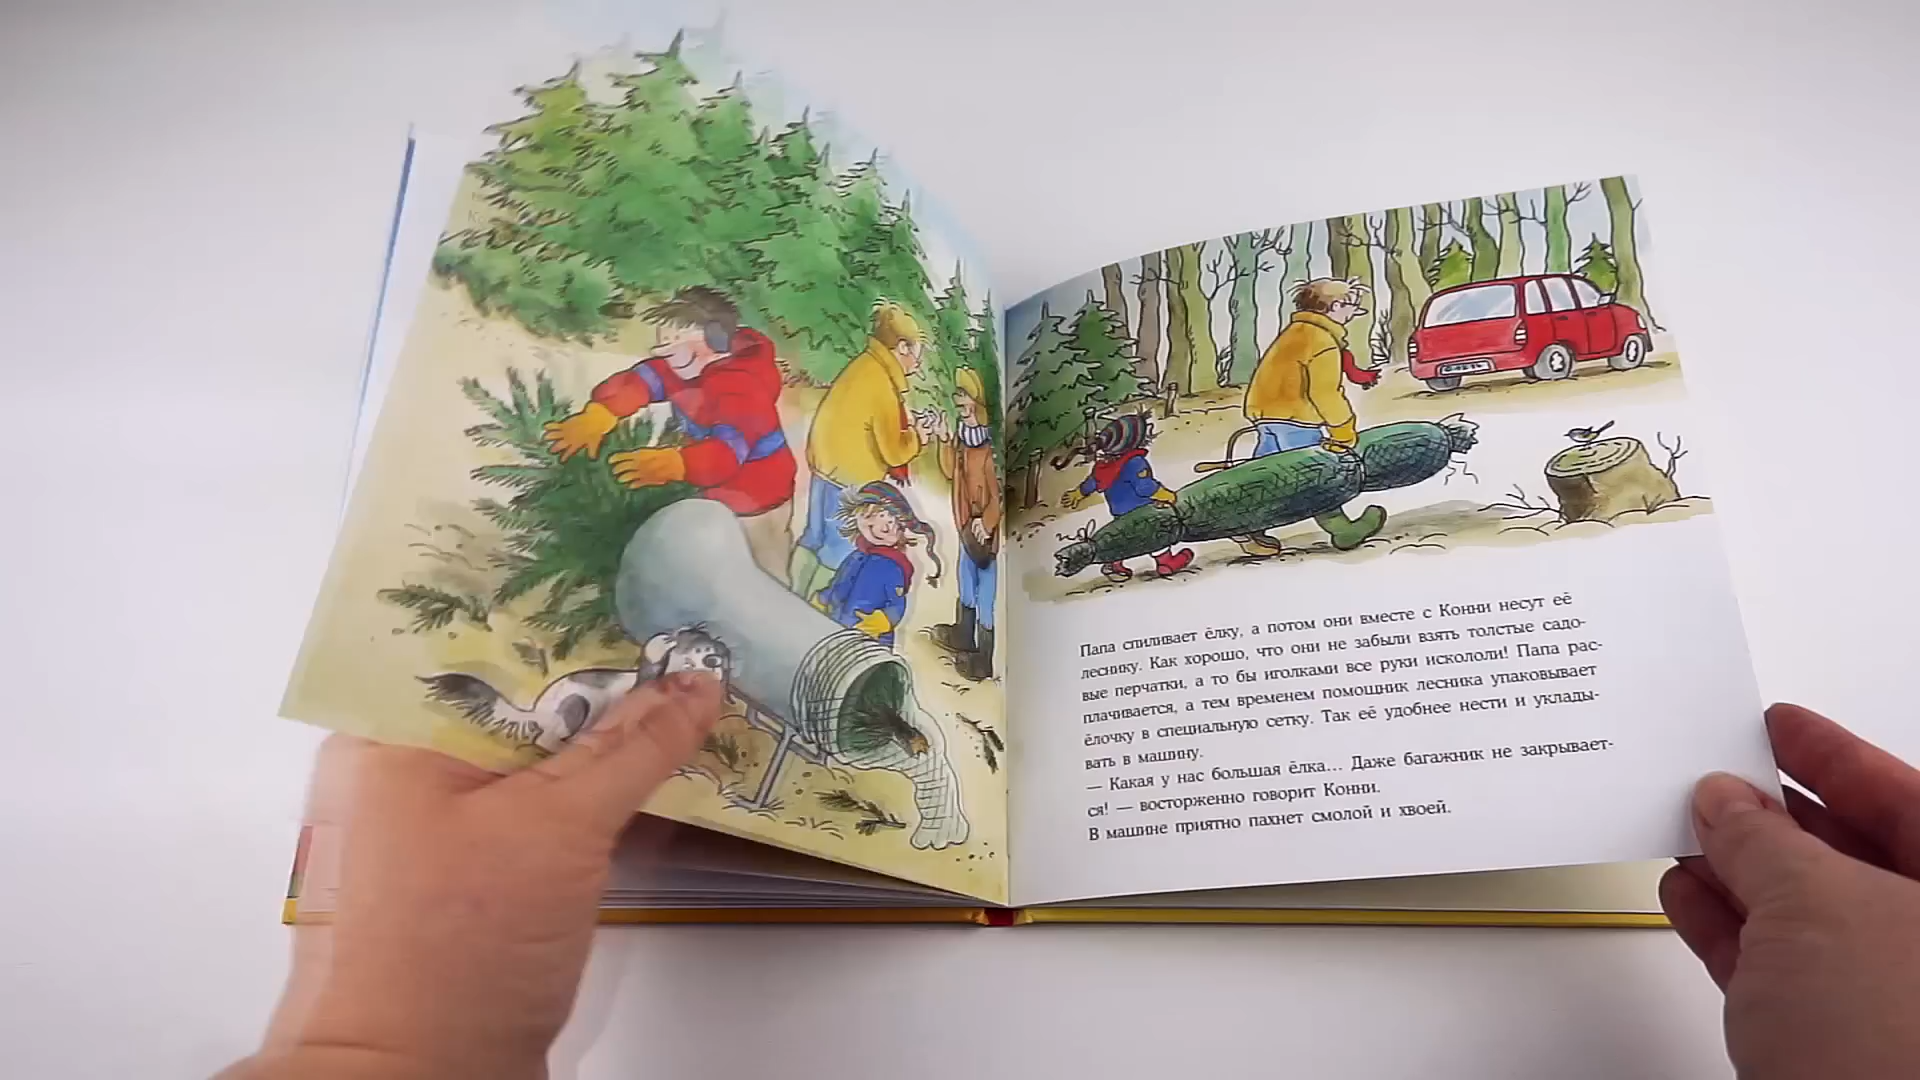 Папа спиливает ёлку, а потом они вместе с Конни несут её
леснику. Как хорошо, что они не забыли взять толстые садо-
вые перчатки, а то бы иголками все руки искололи! Папа рас-
плачивается, а тем временем помощник лесника упаковывает
ёлочку в специальную сетку. Так её удобнее нести и уклады-
вать в машину.
— Какая у нас большая ёлка... Даже багажник не закрывает-
ся! — восторженно говорит Конни.
В машине приятно пахнет смолой и хвоей.